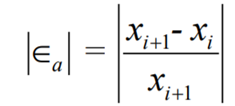 |∈ₐ| = |(xᵢ₊₁ - xᵢ) / xᵢ₊₁|